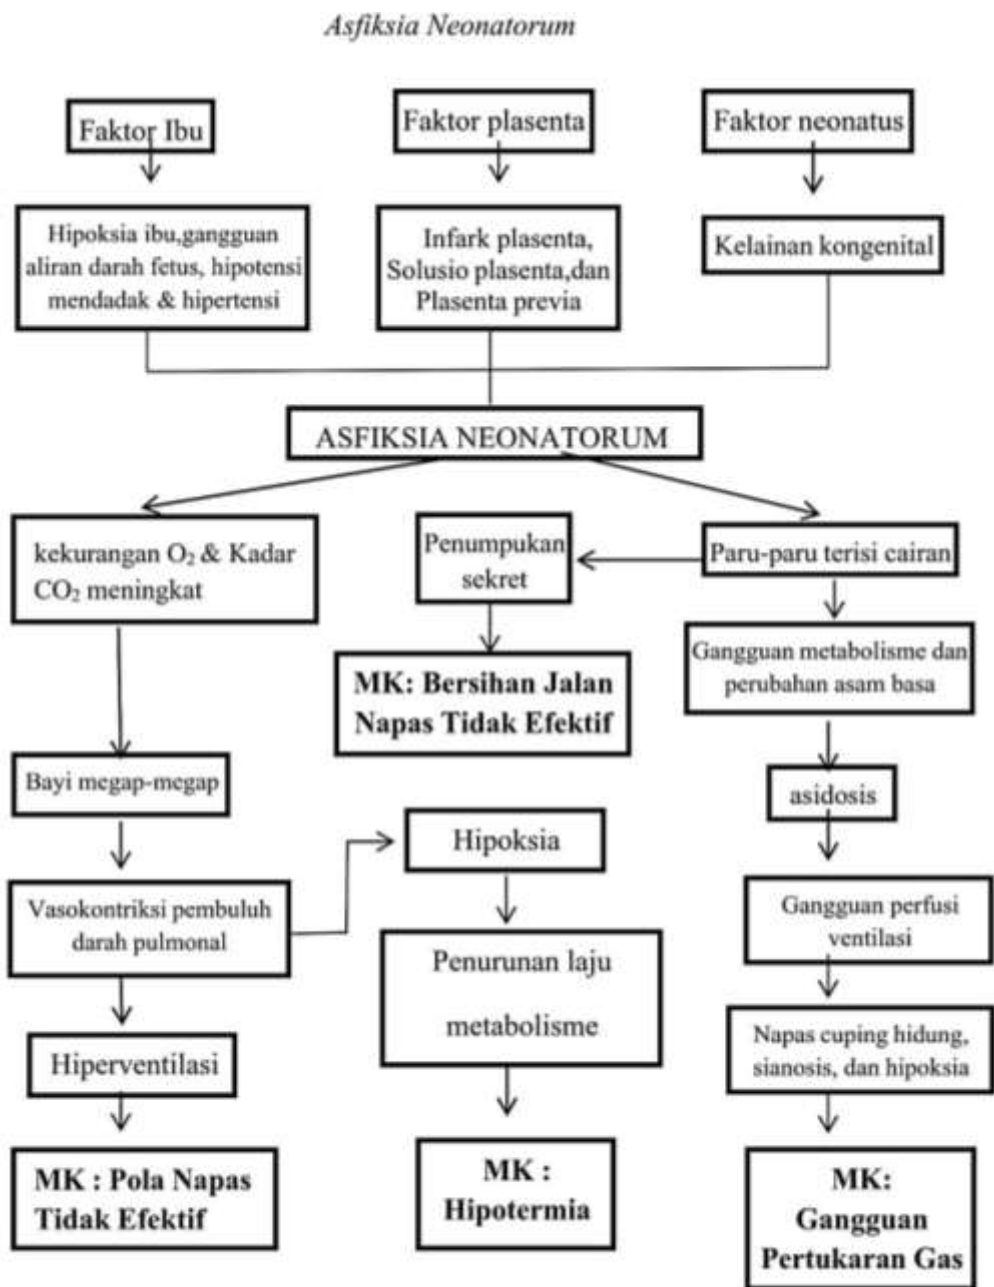 Asfiksia Neonatorum
Faktor Ibu
Faktor plasenta
Faktor neonatus
Hipoksia ibu,gangguan
aliran darah fetus, hipotensi
mendadak & hipertensi
Infark plasenta,
Solusio plasenta,dan
Plasenta previa
Kelainan kongenital
ASFIKSIA NEONATORUM
kekurangan O₂ & Kadar
CO₂ meningkat
Penumpukan
sekret
Paru-paru terisi cairan
MK: Bersihan Jalan
Napas Tidak Efektif
Gangguan metabolisme dan
perubahan asam basa
Bayi megap-megap
asidosis
Hipoksia
Vasokontriksi pembuluh
darah pulmonal
Gangguan perfusi
ventilasi
Penurunan laju
metabolisme
Hiperventilasi
Napas cuping hidung,
sianosis, dan hipoksia
MK : Pola Napas
Tidak Efektif
MK :
Hipotermia
MK:
Gangguan
Pertukaran Gas